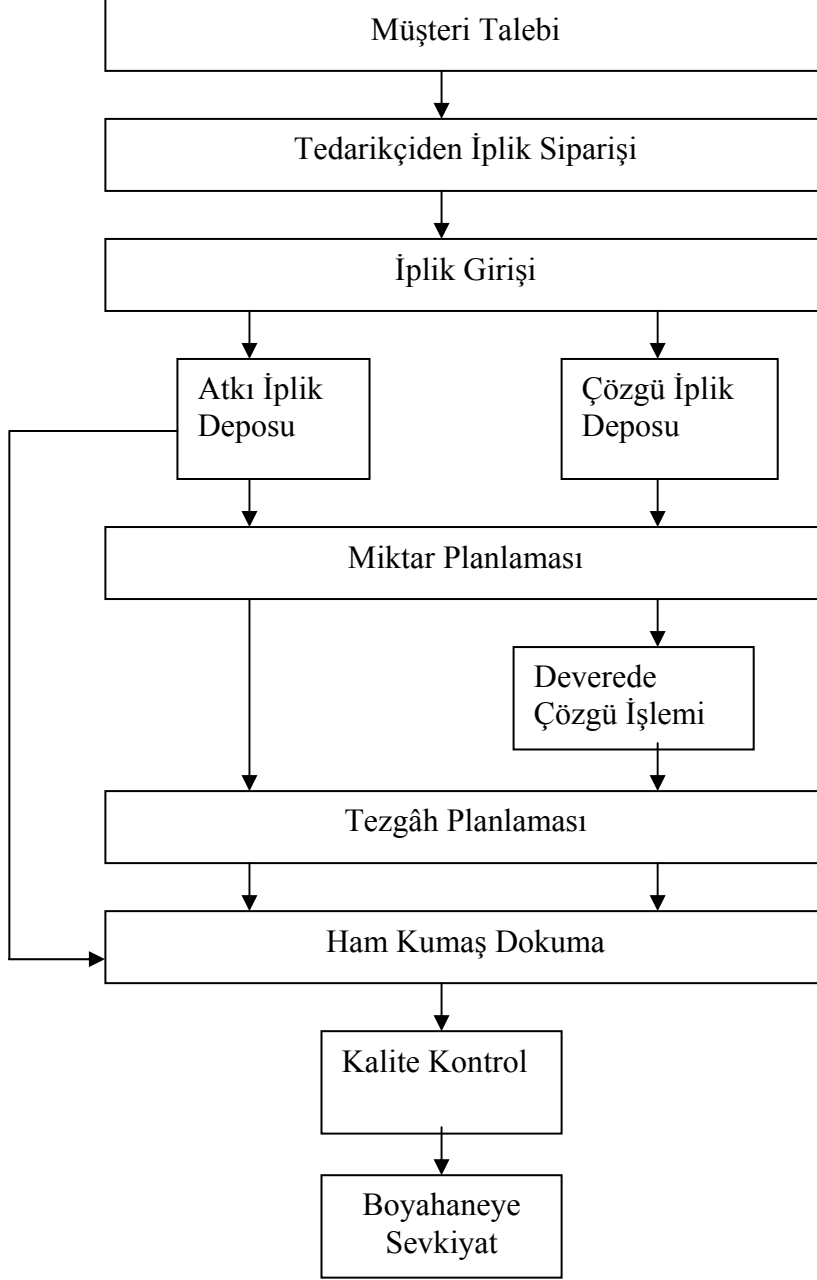 Müşteri Talebi
Tedarikçiden İplik Siparişi
İplik Girişi
Atkı İplik
Deposu
Çözgü İplik
Deposu
Miktar Planlaması
Deverede
Çözgü İşlemi
Tezgâh Planlaması
Ham Kumaş Dokuma
Kalite Kontrol
Boyahaneye
Sevkiyat